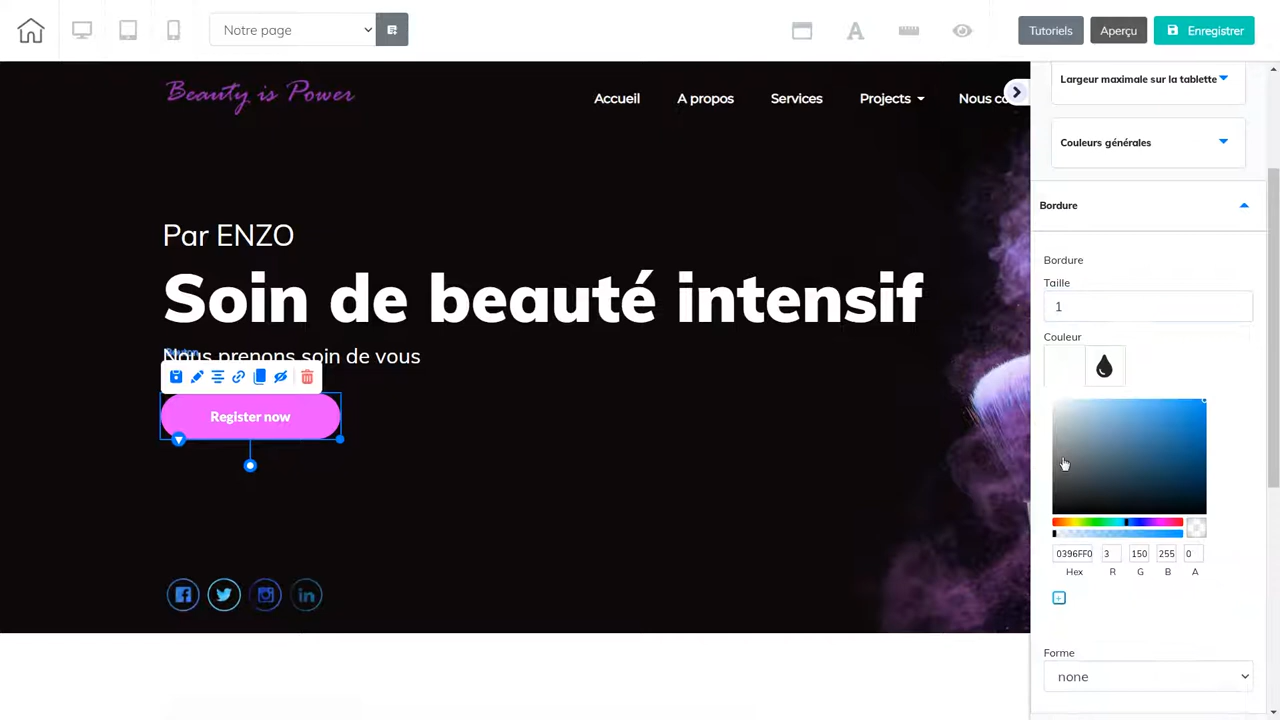 Notre page
Tutoriels
Aperçu
Enregistrer
Beauty is Power
Accueil
A propos
Services
Projects
Nous co
Par ENZO
Soin de beauté intensif
Nous prenons soin de vous
Bouton
Register now
Largeur maximale sur la tablette
Couleurs générales
Bordure
Bordure
Taille
1
Couleur
0396FF0 3 150 255 0
Hex R G B A
Forme
none